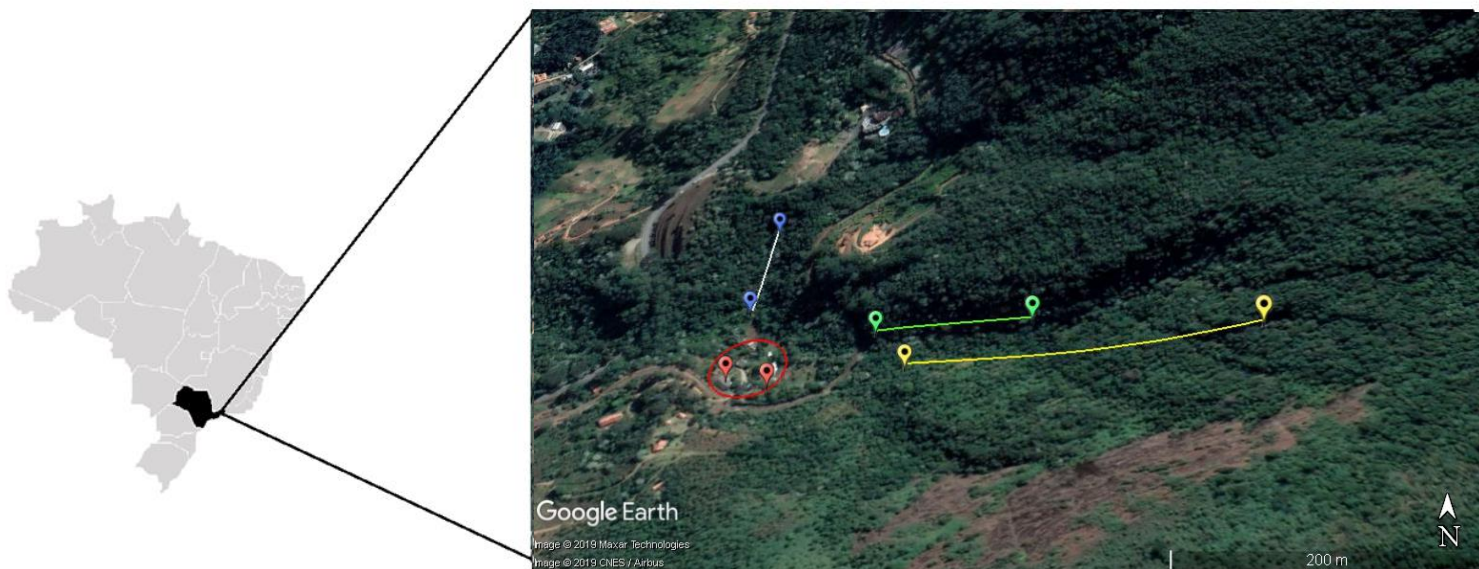 Google Earth
Image © 2019 Maxar Technologies
Image © 2019 CNES / Airbus
N
200 m